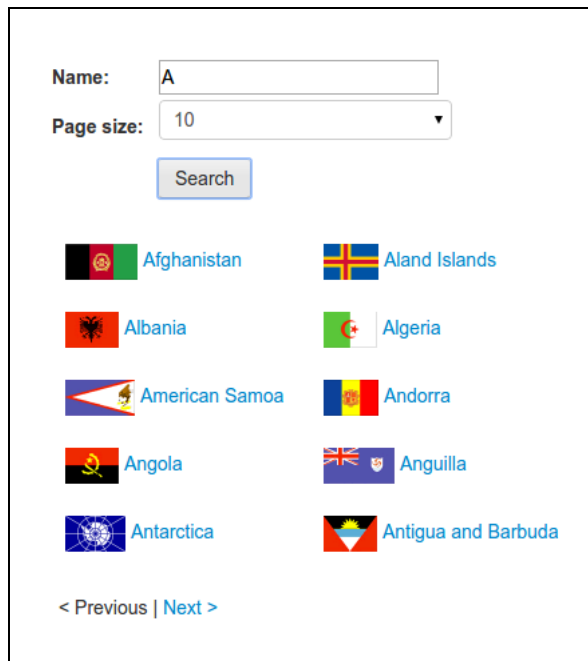 Name: A
Page size: 10
Search
Afghanistan Aland Islands
Albania Algeria
American Samoa Andorra
Angola Anguilla
Antarctica Antigua and Barbuda
< Previous | Next >